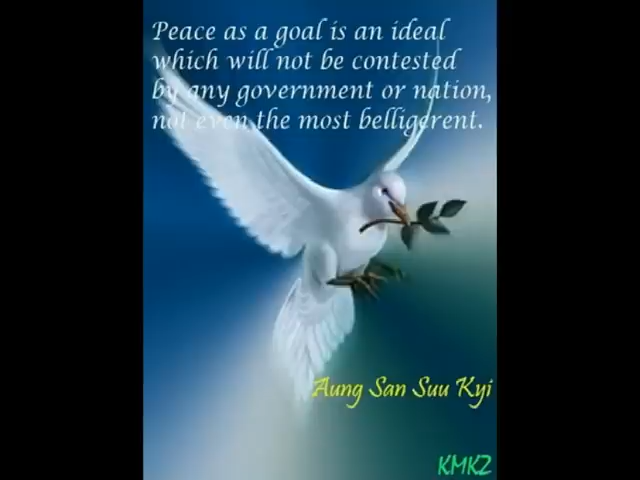 Peace as a goal is an ideal
which will not be contested
by any government or nation,
not even the most belligerent.
Aung San Suu Kyi
KMKZ